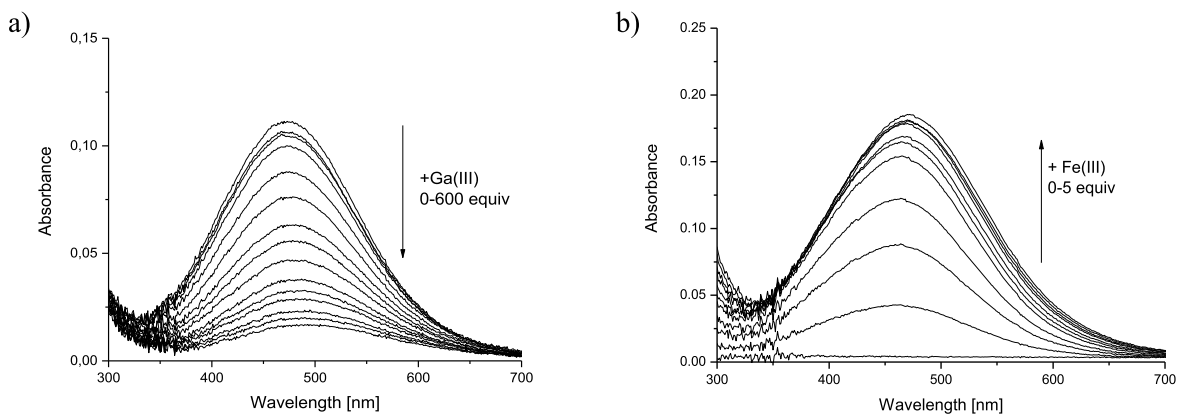 a)
0,15
0,10
0,05
0,00
Absorbance
+Ga(III)
0-600 equiv
300
400
500
600
700
Wavelength [nm]
b)
0.25
0.20
0.15
0.10
0.05
0.00
Absorbance
+ Fe(III)
0-5 equiv
300
400
500
600
700
Wavelength [nm]